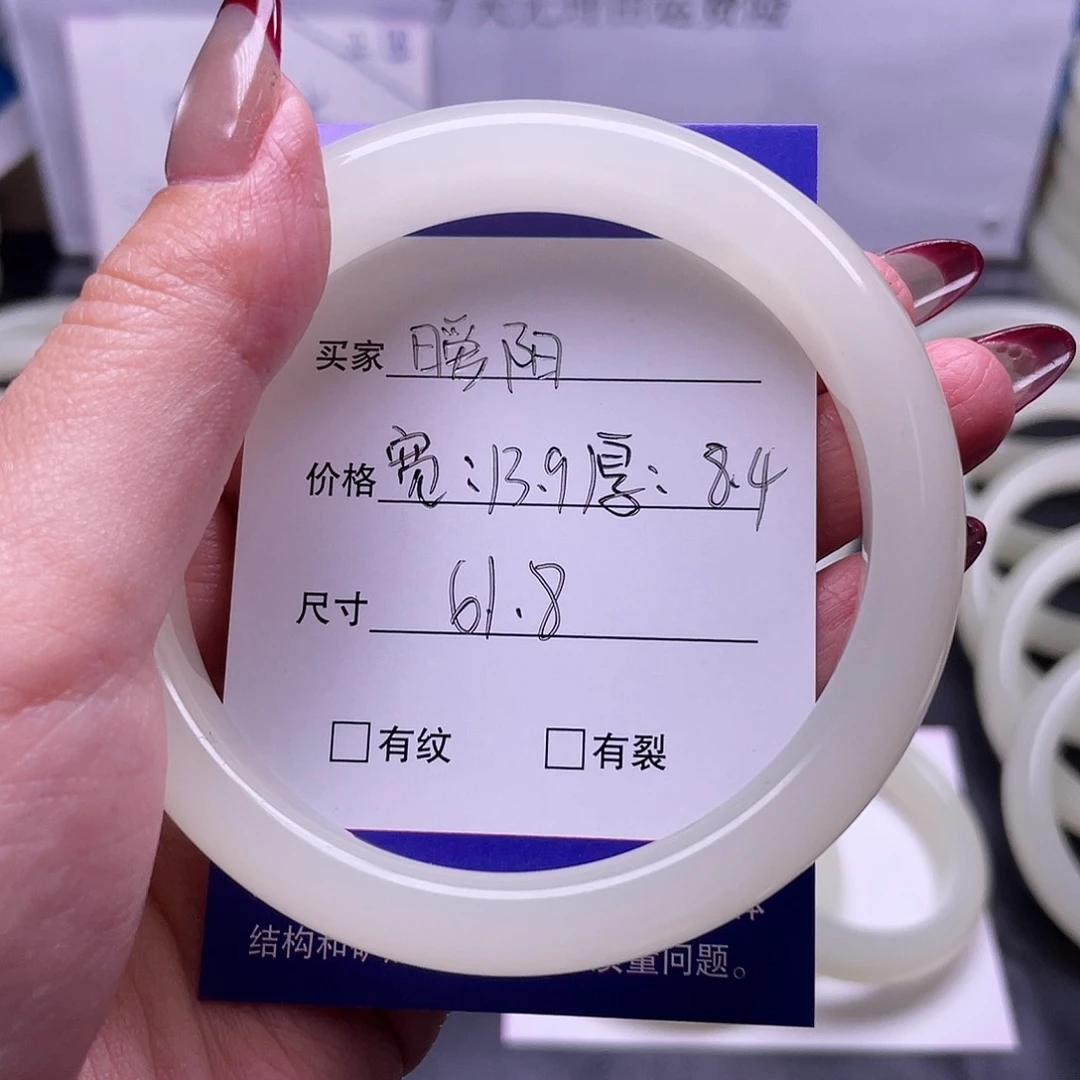 买家 暖阳
价格 宽:13.9 厚:8.4
尺寸 61.8
□有纹 □有裂
结构和
质量问题。